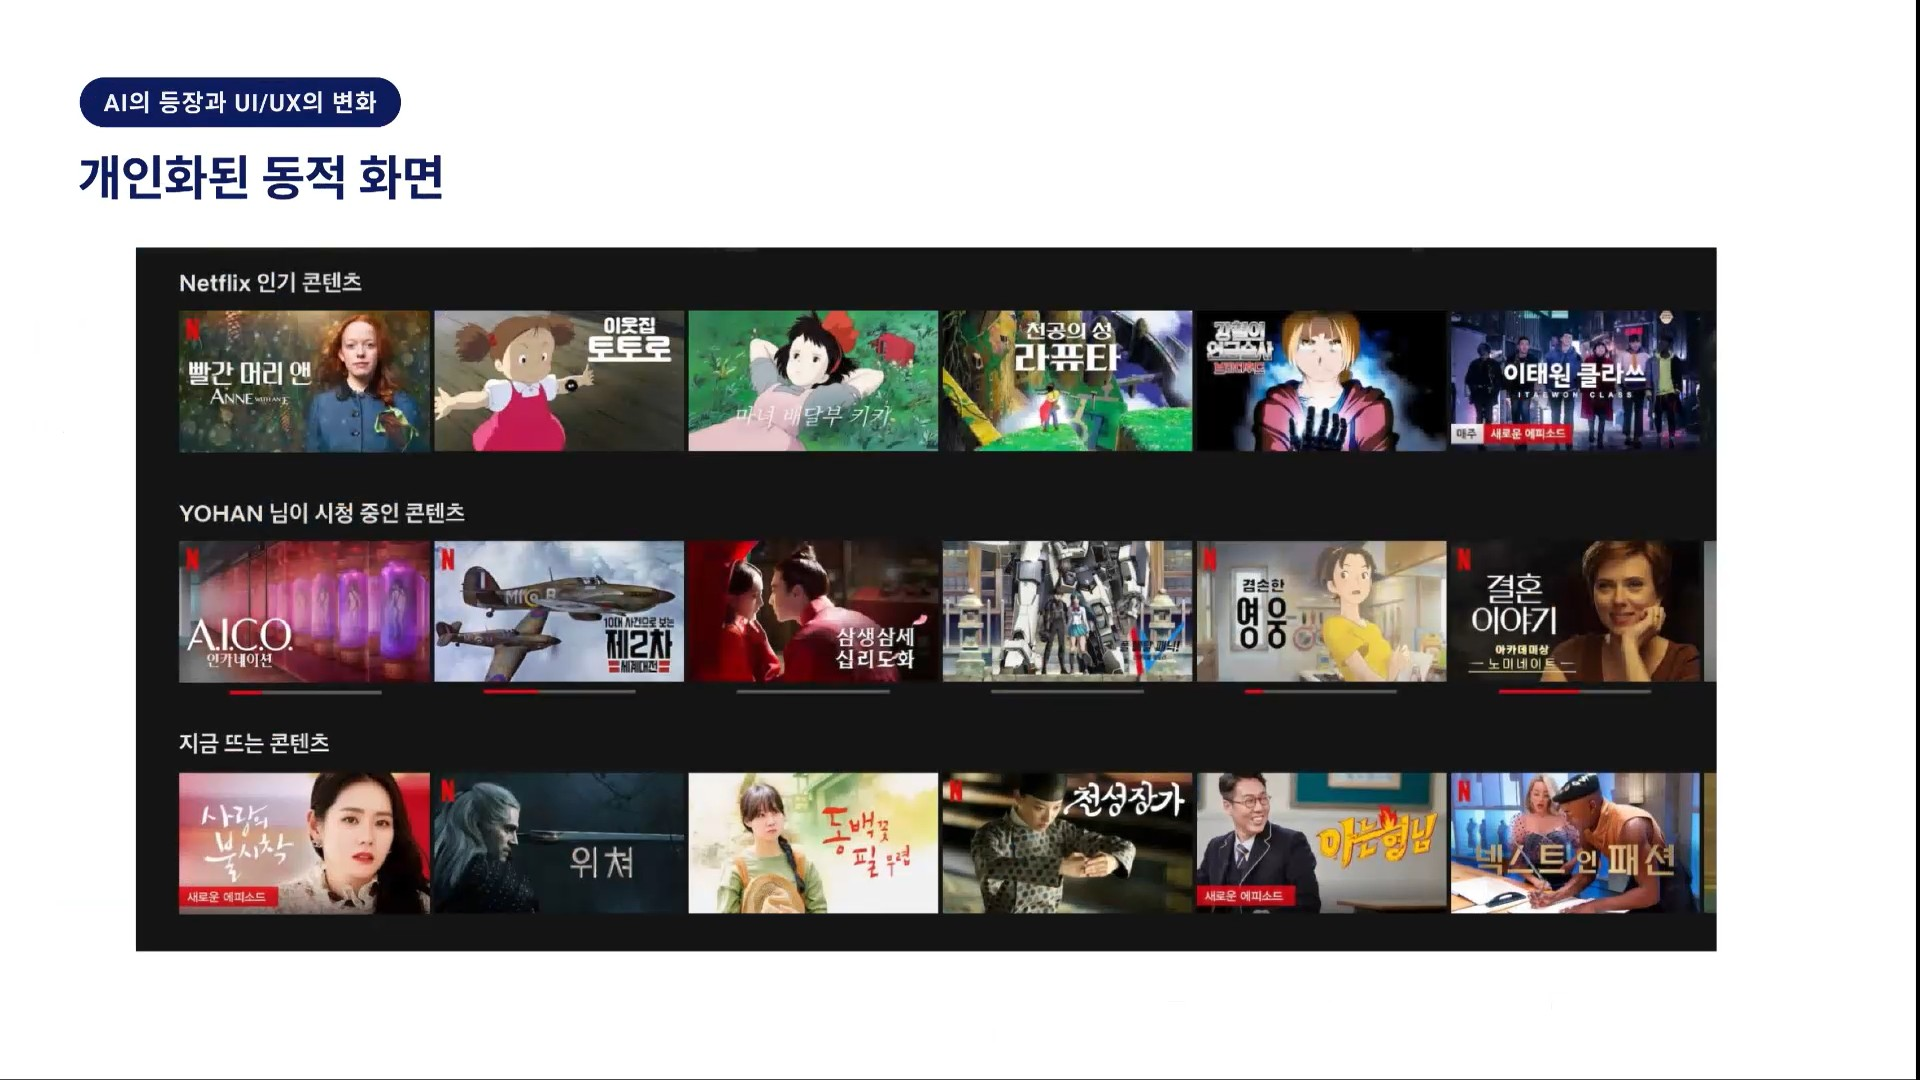 AI의 등장과 UI/UX의 변화
개인화된 동적 화면
Netflix 인기 콘텐츠
빨간 머리 앤
ANNE WITH AN E
이웃집
토토로
마녀 배달부 키키
천공의 성
라퓨타
강철의
연금술사
이태원 클라쓰
ITAEWON CLASS
매주 새로운 에피소드
YOHAN 님이 시청 중인 콘텐츠
A.I.C.O.
인카네이션
10대 사건으로 보는
제2차
세계대전
삼생삼세
십리도화
겸손한
영웅
결혼
이야기
아카데미상
노미네이트
지금 뜨는 콘텐츠
사랑의
불시착
새로운 에피소드
위쳐
동백꽃
필 무렵
천성장가
아는 형님
새로운 에피소드
넥스트 인 패션